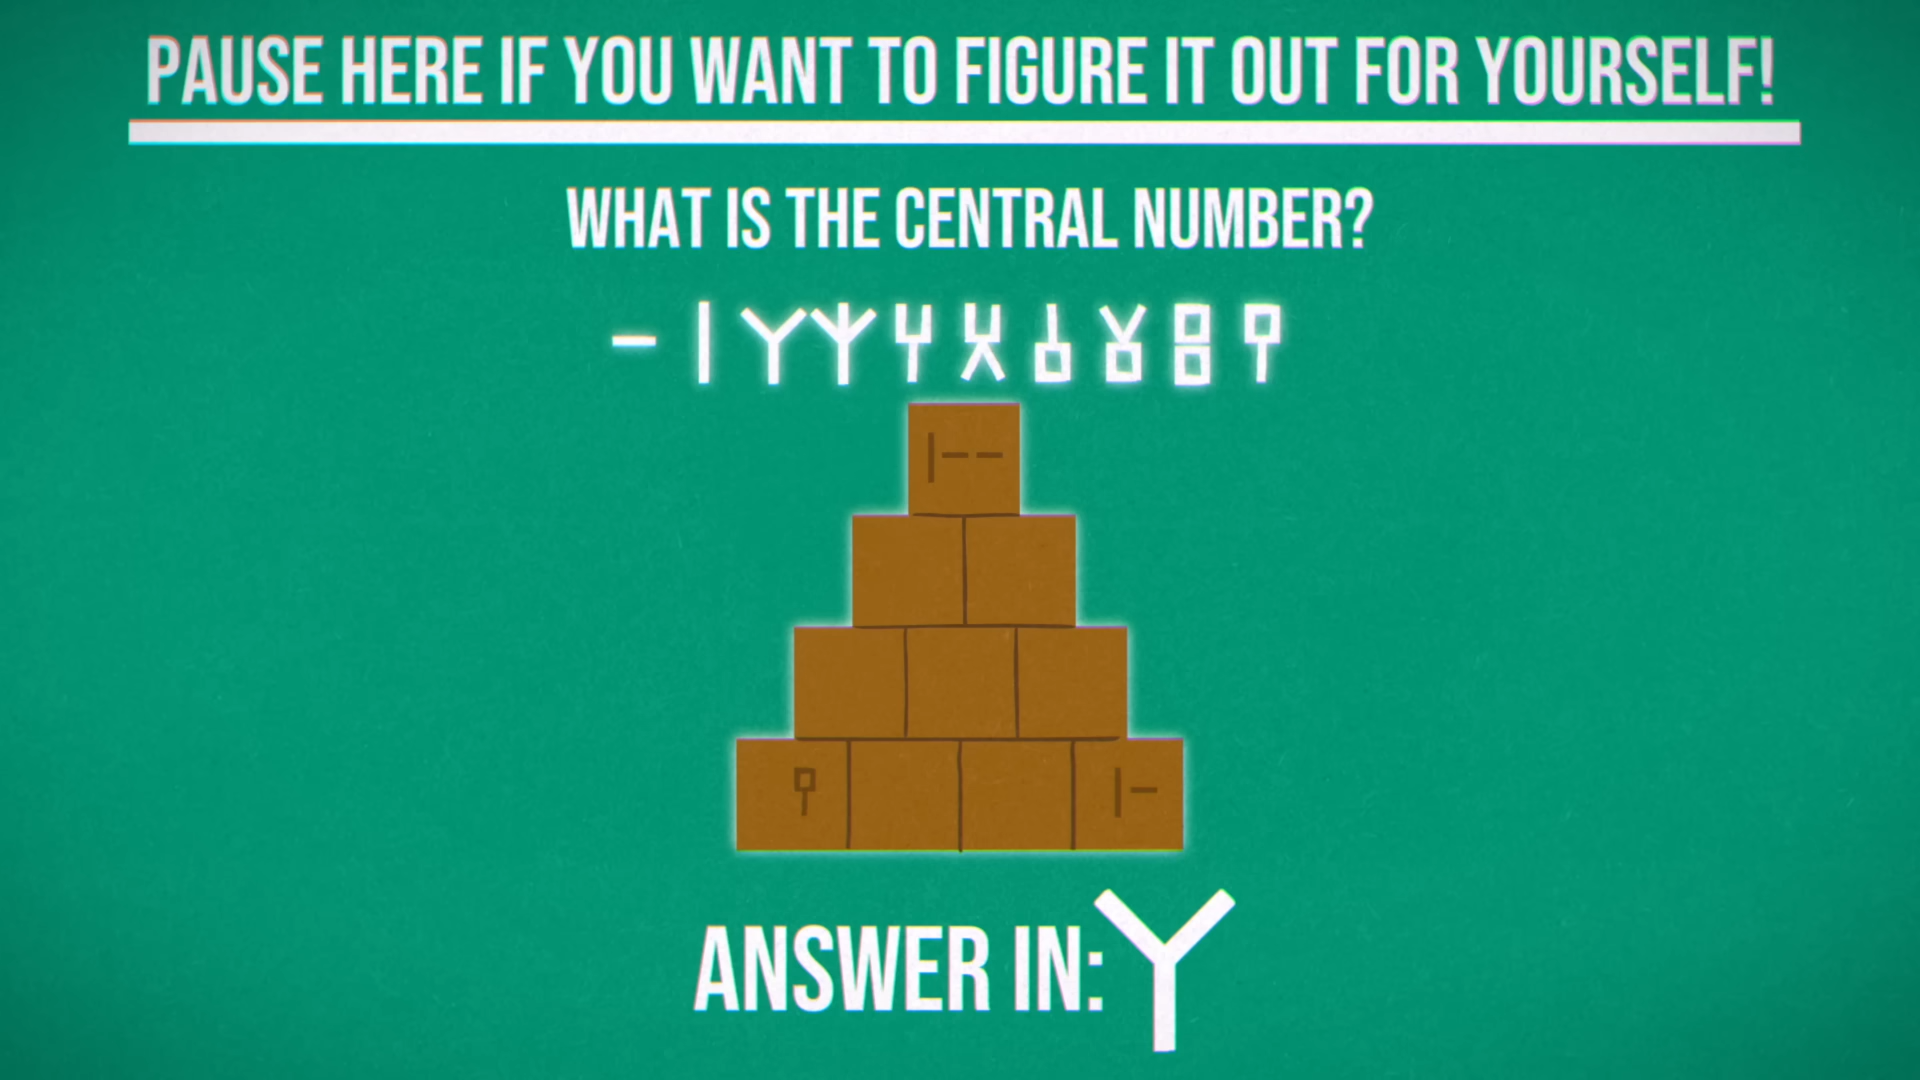 PAUSE HERE IF YOU WANT TO FIGURE IT OUT FOR YOURSELF!
WHAT IS THE CENTRAL NUMBER?
ANSWER IN: